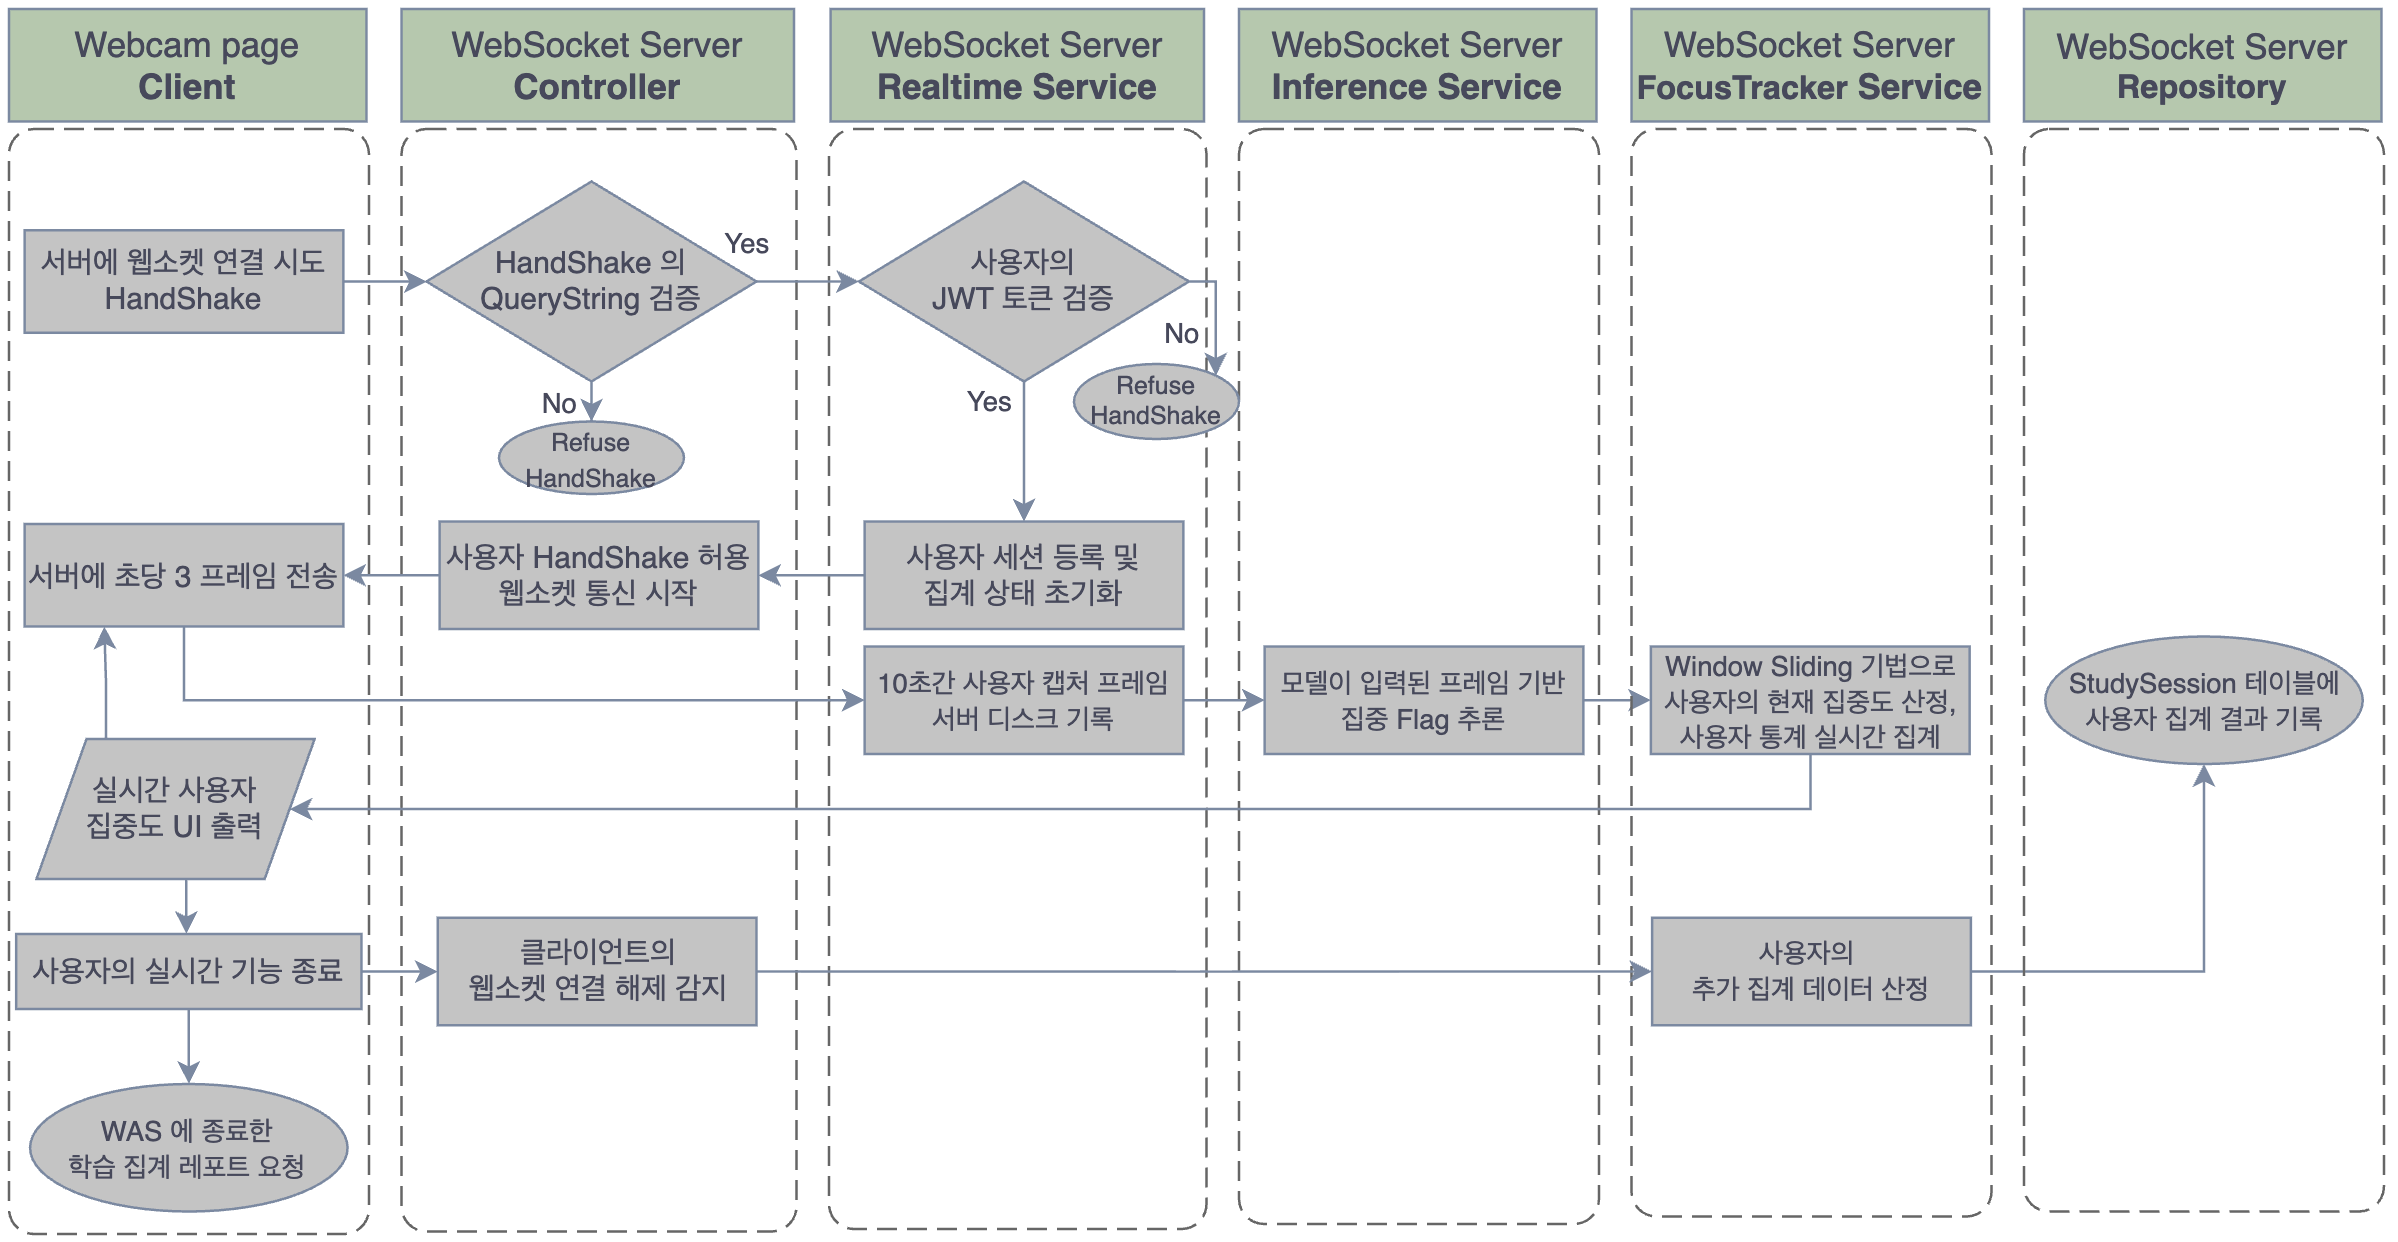 Webcam page
Client
WebSocket Server
Controller
WebSocket Server
Realtime Service
WebSocket Server
Inference Service
WebSocket Server
FocusTracker Service
WebSocket Server
Repository
서버에 웹소켓 연결 시도
HandShake
HandShake 의
QueryString 검증
Yes
No
Refuse
HandShake
사용자의
JWT 토큰 검증
No
Refuse
HandShake
Yes
사용자 세션 등록 및
집계 상태 초기화
사용자 HandShake 허용
웹소켓 통신 시작
서버에 초당 3 프레임 전송
10초간 사용자 캡처 프레임
서버 디스크 기록
모델이 입력된 프레임 기반
집중 Flag 추론
Window Sliding 기법으로
사용자의 현재 집중도 산정,
사용자 통계 실시간 집계
StudySession 테이블에
사용자 집계 결과 기록
실시간 사용자
집중도 UI 출력
사용자의 실시간 기능 종료
클라이언트의
웹소켓 연결 해제 감지
사용자의
추가 집계 데이터 산정
WAS 에 종료한
학습 집계 레포트 요청